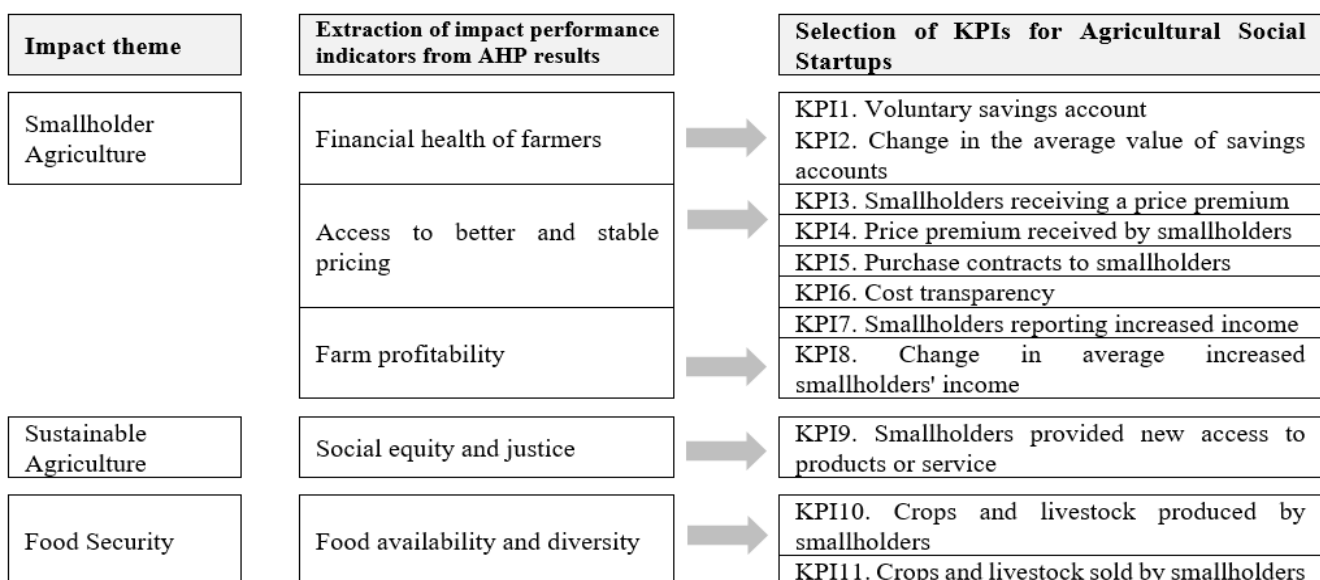 Impact theme
Extraction of impact performance
indicators from AHP results
Selection of KPIs for Agricultural Social
Startups
Smallholder
Agriculture
Financial health of farmers
KPI1. Voluntary savings account
KPI2. Change in the average value of savings
accounts
Access to better and stable
pricing
KPI3. Smallholders receiving a price premium
KPI4. Price premium received by smallholders
KPI5. Purchase contracts to smallholders
KPI6. Cost transparency
Farm profitability
KPI7. Smallholders reporting increased income
KPI8. Change in average increased
smallholders' income
Sustainable
Agriculture
Social equity and justice
KPI9. Smallholders provided new access to
products or service
Food Security
Food availability and diversity
KPI10. Crops and livestock produced by
smallholders
KPI11. Crops and livestock sold by smallholders